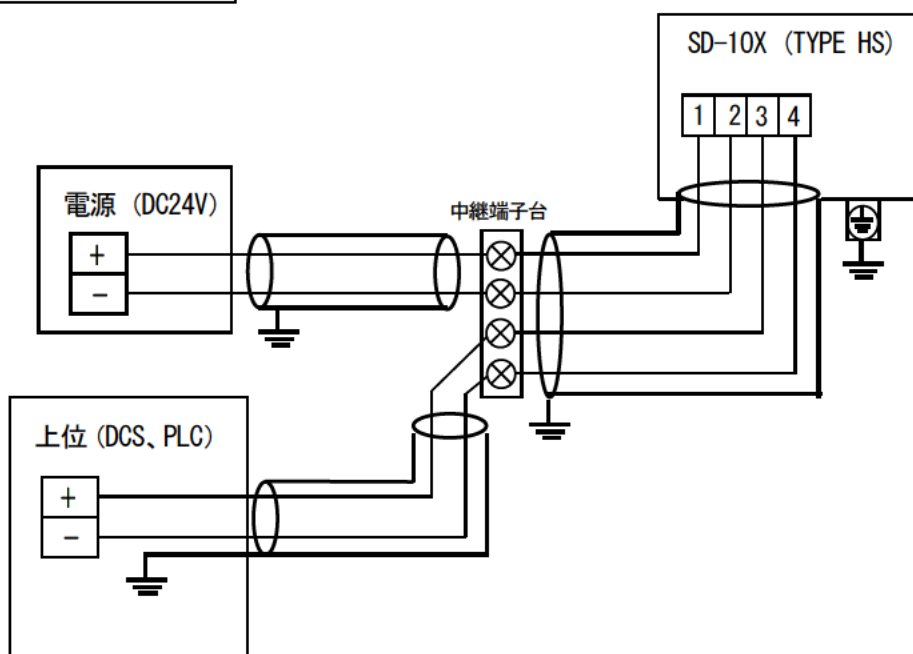 SD-10X (TYPE HS)
1 2 3 4
電源 (DC24V)
+
-
中継端子台
上位 (DCS、PLC)
+
-